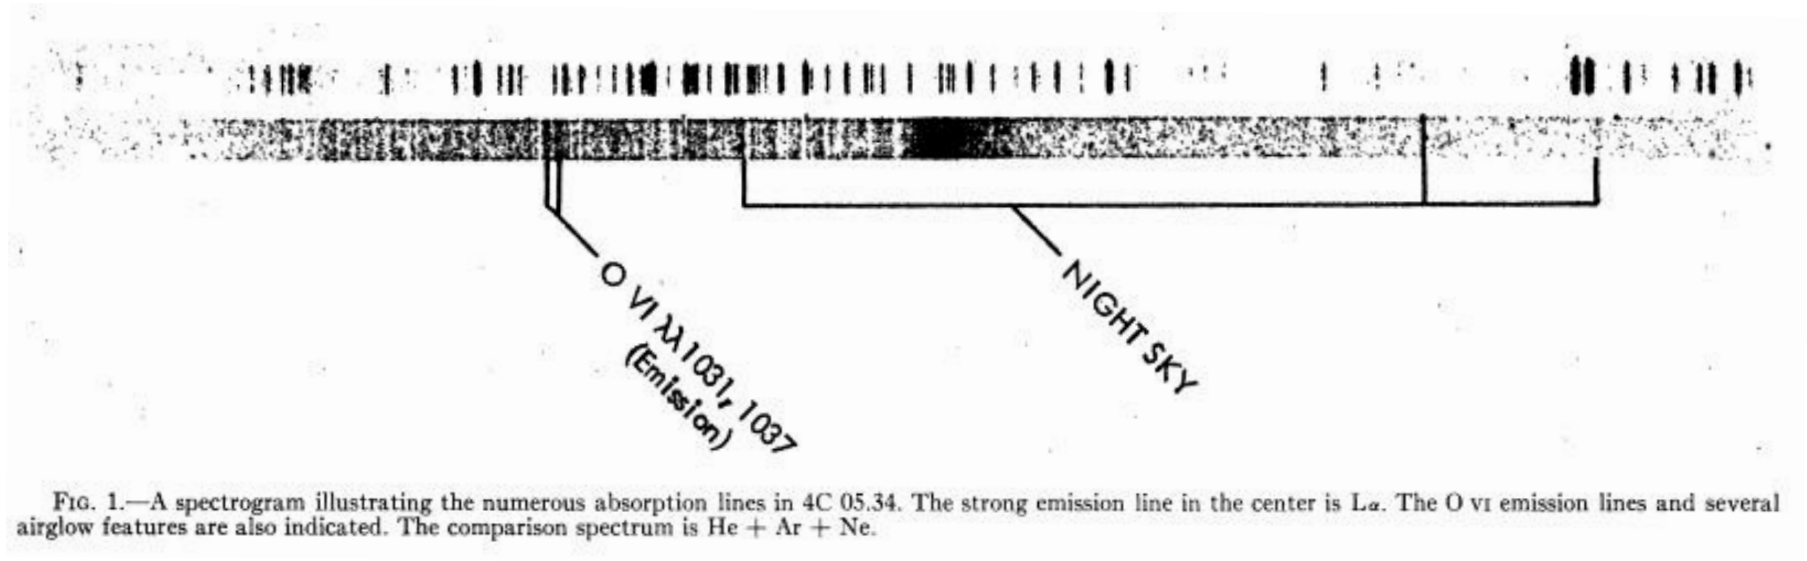 O VI λλ1031, 1037
(Emission)
NIGHT SKY
FIG. 1.—A spectrogram illustrating the numerous absorption lines in 4C 05.34. The strong emission line in the center is Lα. The O VI emission lines and several
airglow features are also indicated. The comparison spectrum is He + Ar + Ne.